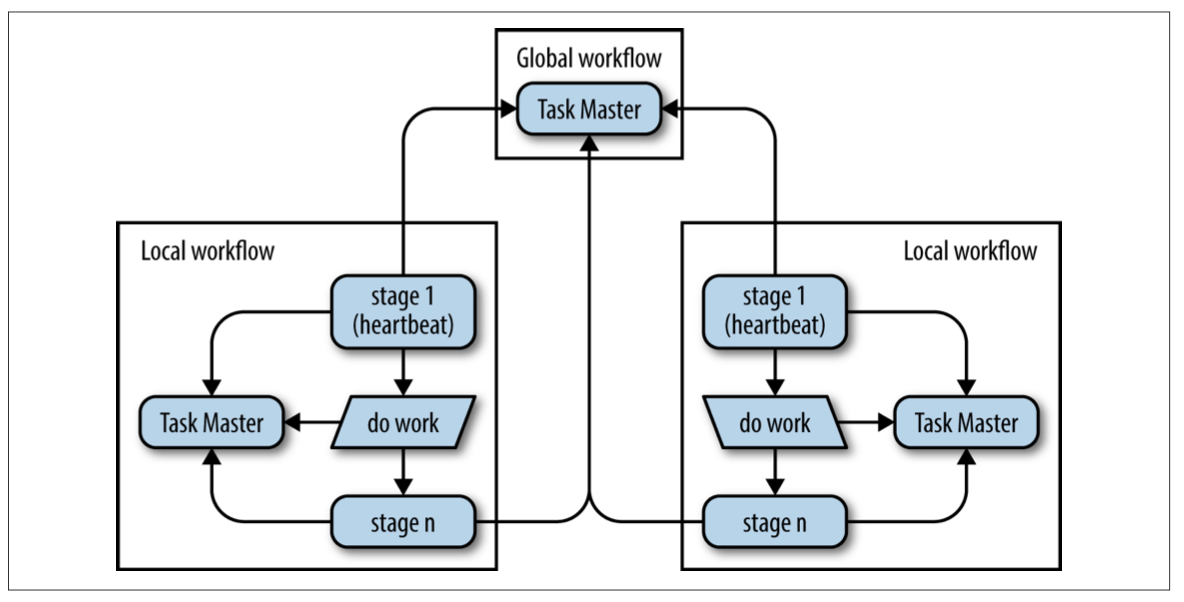 Global workflow
Task Master
Local workflow
stage 1
(heartbeat)
Task Master
do work
stage n
Local workflow
stage 1
(heartbeat)
do work
Task Master
stage n